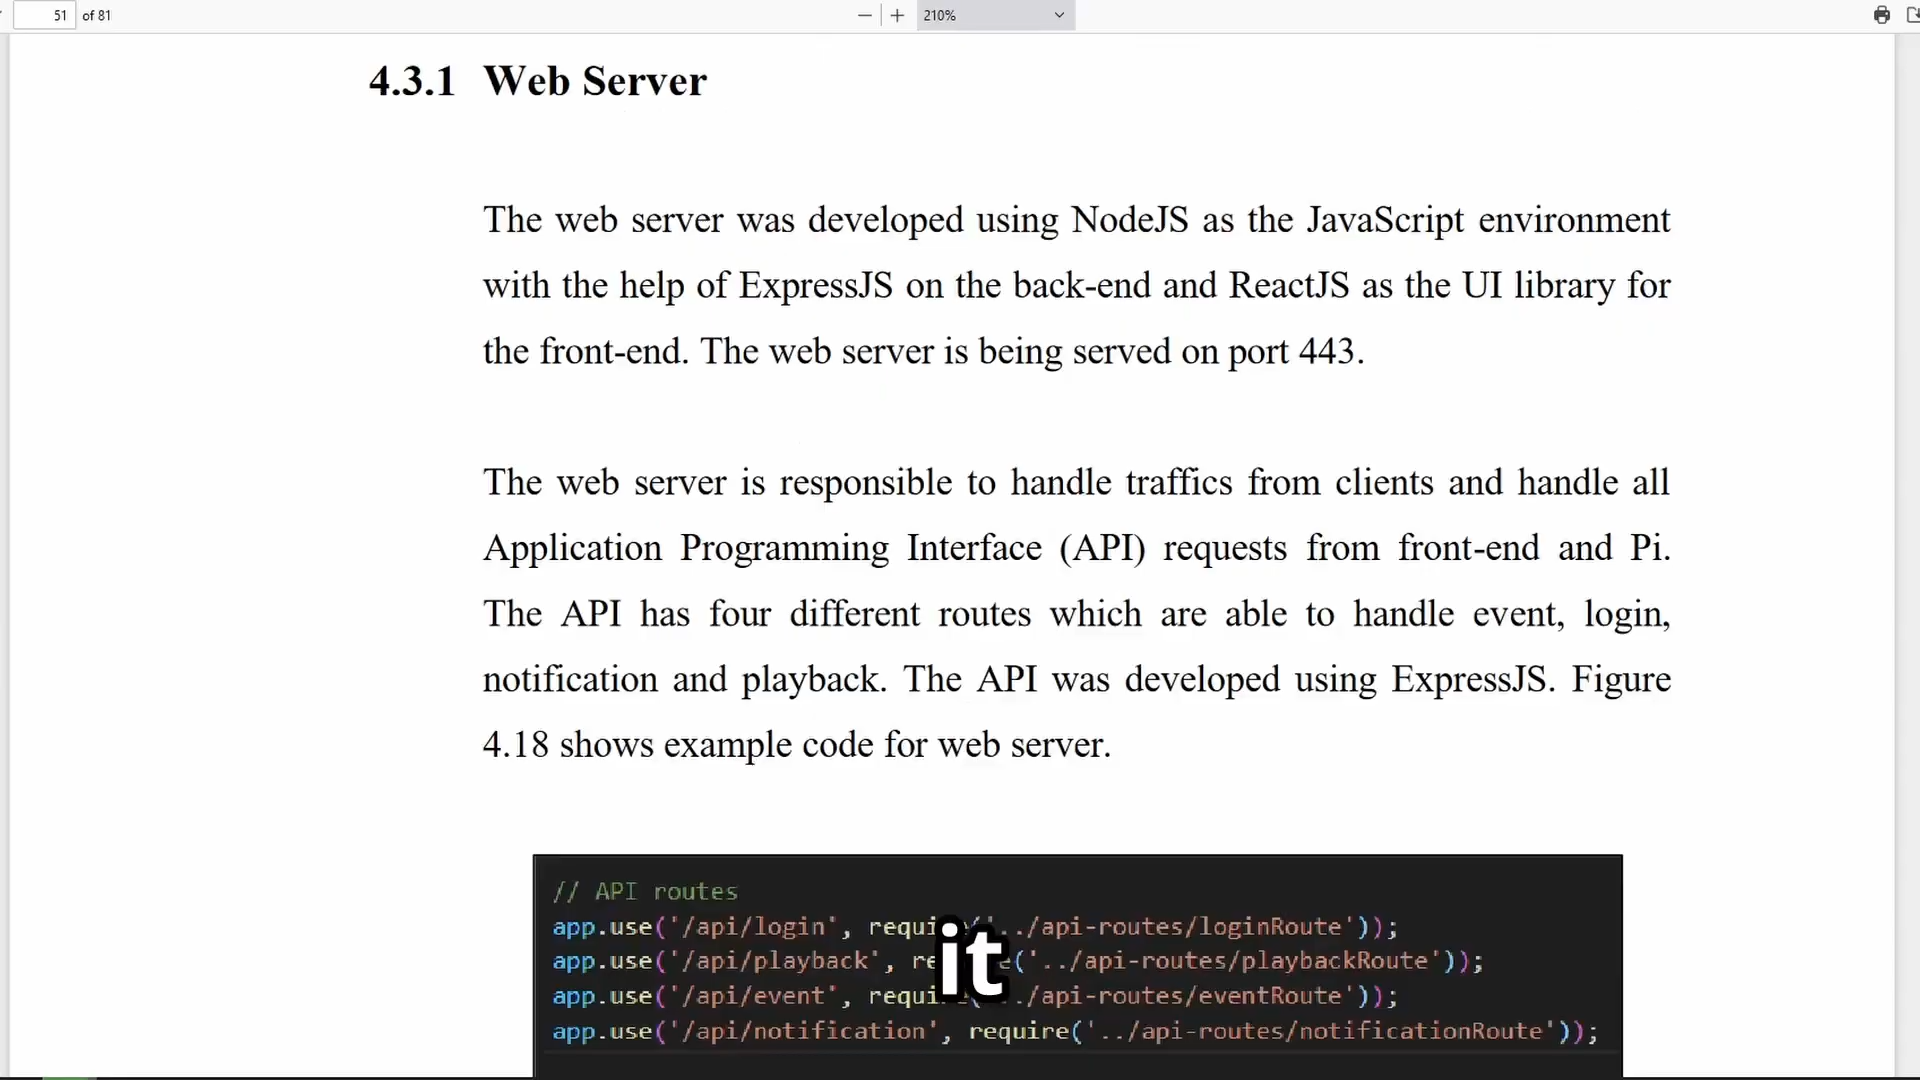 51 of 81
210%
4.3.1 Web Server
The web server was developed using NodeJS as the JavaScript environment
with the help of ExpressJS on the back-end and ReactJS as the UI library for
the front-end. The web server is being served on port 443.
The web server is responsible to handle traffics from clients and handle all
Application Programming Interface (API) requests from front-end and Pi.
The API has four different routes which are able to handle event, login,
notification and playback. The API was developed using ExpressJS. Figure
4.18 shows example code for web server.
// API routes
app.use('/api/login', require('../api-routes/loginRoute'));
app.use('/api/playback', require('../api-routes/playbackRoute'));
app.use('/api/event', require('../api-routes/eventRoute'));
app.use('/api/notification', require('../api-routes/notificationRoute'));
it